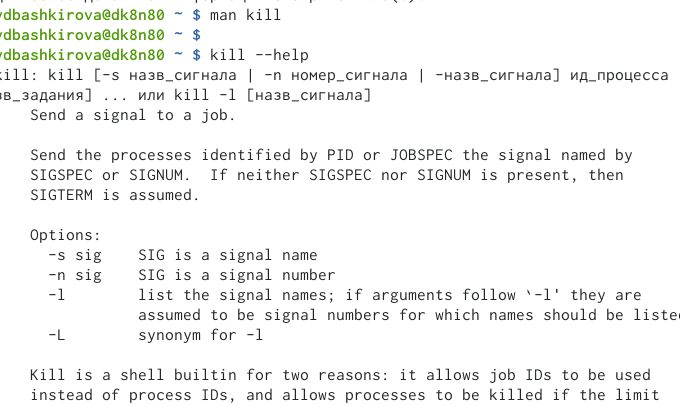 vdbashkirova@dk8n80 ~ $ man kill
vdbashkirova@dk8n80 ~ $
vdbashkirova@dk8n80 ~ $ kill --help
kill: kill [-s назв_сигнала | -n номер_сигнала | -назв_сигнала] ид_процесса
зв_задания] ... или kill -l [назв_сигнала]
Send a signal to a job.
Send the processes identified by PID or JOBSPEC the signal named by
SIGSPEC or SIGNUM.  If neither SIGSPEC nor SIGNUM is present, then
SIGTERM is assumed.
Options:
-s sig    SIG is a signal name
-n sig    SIG is a signal number
-l        list the signal names; if arguments follow `-l' they are
assumed to be signal numbers for which names should be listed
-L        synonym for -l
Kill is a shell builtin for two reasons: it allows job IDs to be used
instead of process IDs, and allows processes to be killed if the limit